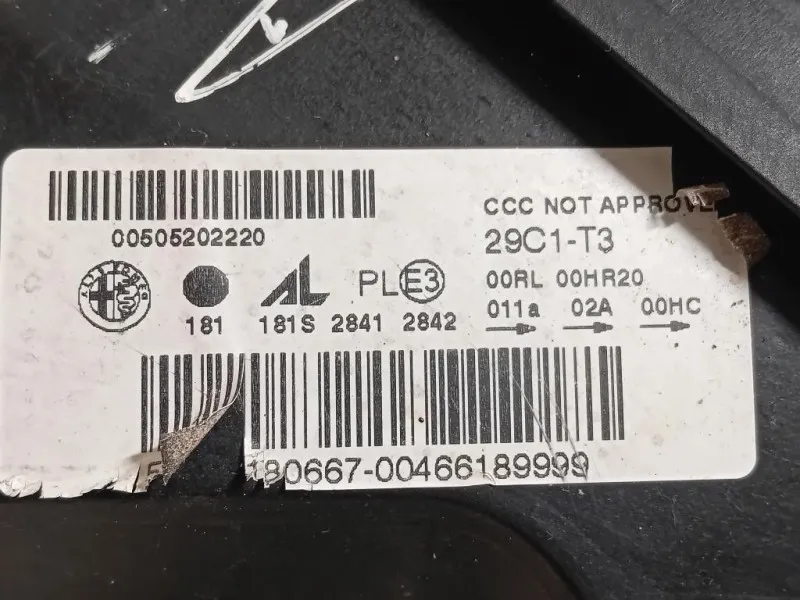 CCC NOT APPROVE
00505202220
29C1-T3
AL PL E3
00RL 00HR20
181 181S 2841 2842
011a 02A 00HC
180667-00466189999